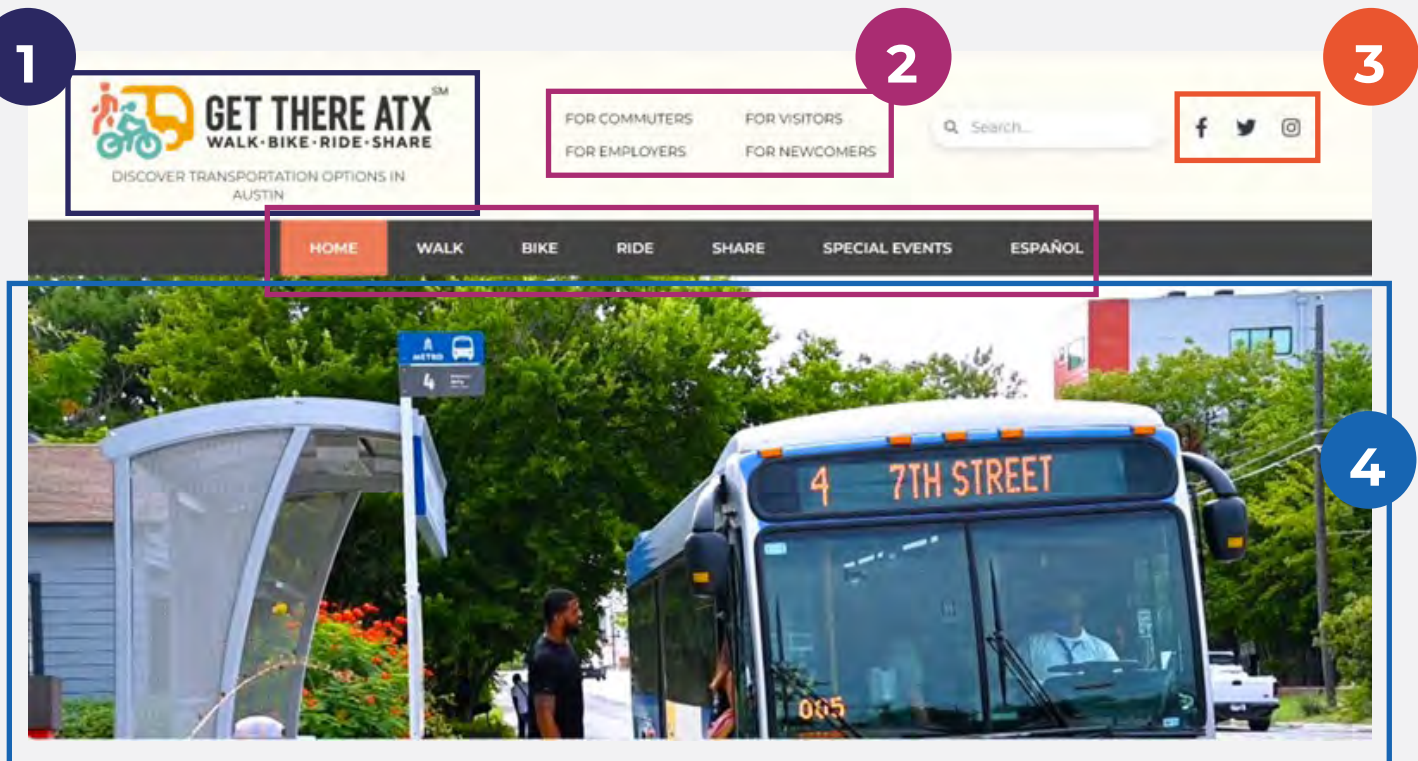 1
2
3
GET THERE ATX SM
WALK·BIKE·RIDE·SHARE
DISCOVER TRANSPORTATION OPTIONS IN
AUSTIN
FOR COMMUTERS
FOR VISITORS
FOR EMPLOYERS
FOR NEWCOMERS
Search...
HOME
WALK
BIKE
RIDE
SHARE
SPECIAL EVENTS
ESPAÑOL
METRO
4
4
4 7TH STREET
005